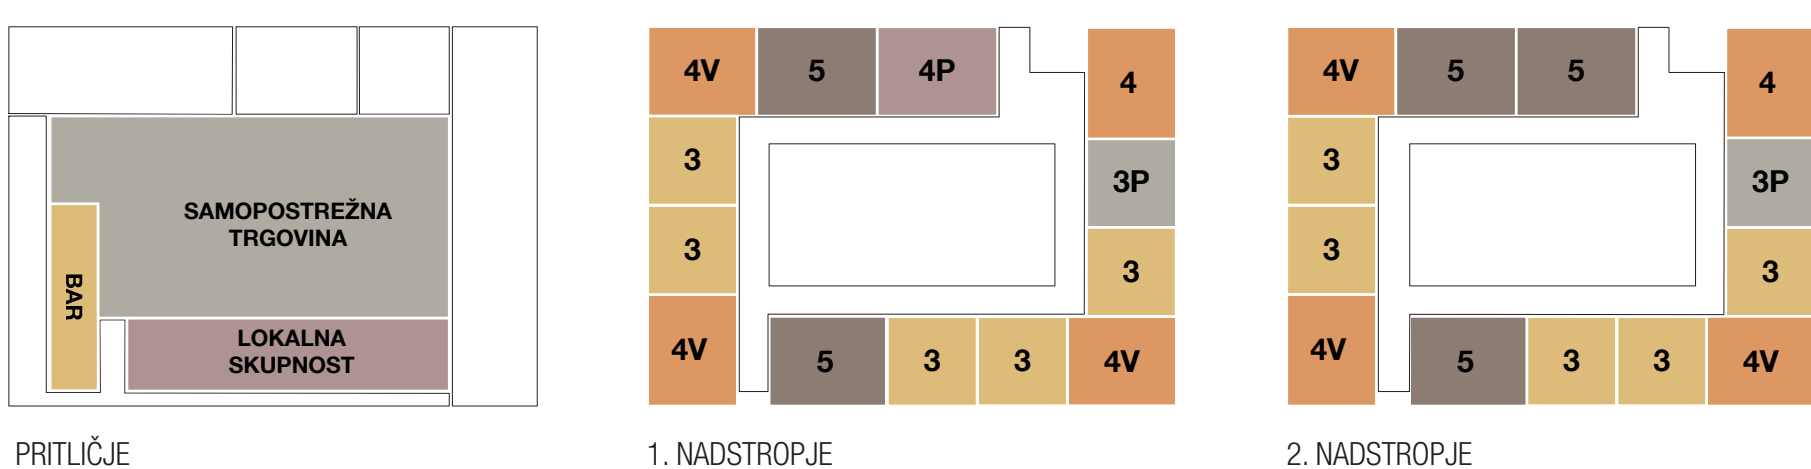 SAMOPOSTREŽNA
TRGOVINA
BAR
LOKALNA
SKUPNOST
PRITLIČJE
4V 5 4P 4
3 3P
3 3
4V 5 3 3 4V
1. NADSTROPJE
4V 5 5 4
3 3P
3 3
4V 5 3 3 4V
2. NADSTROPJE